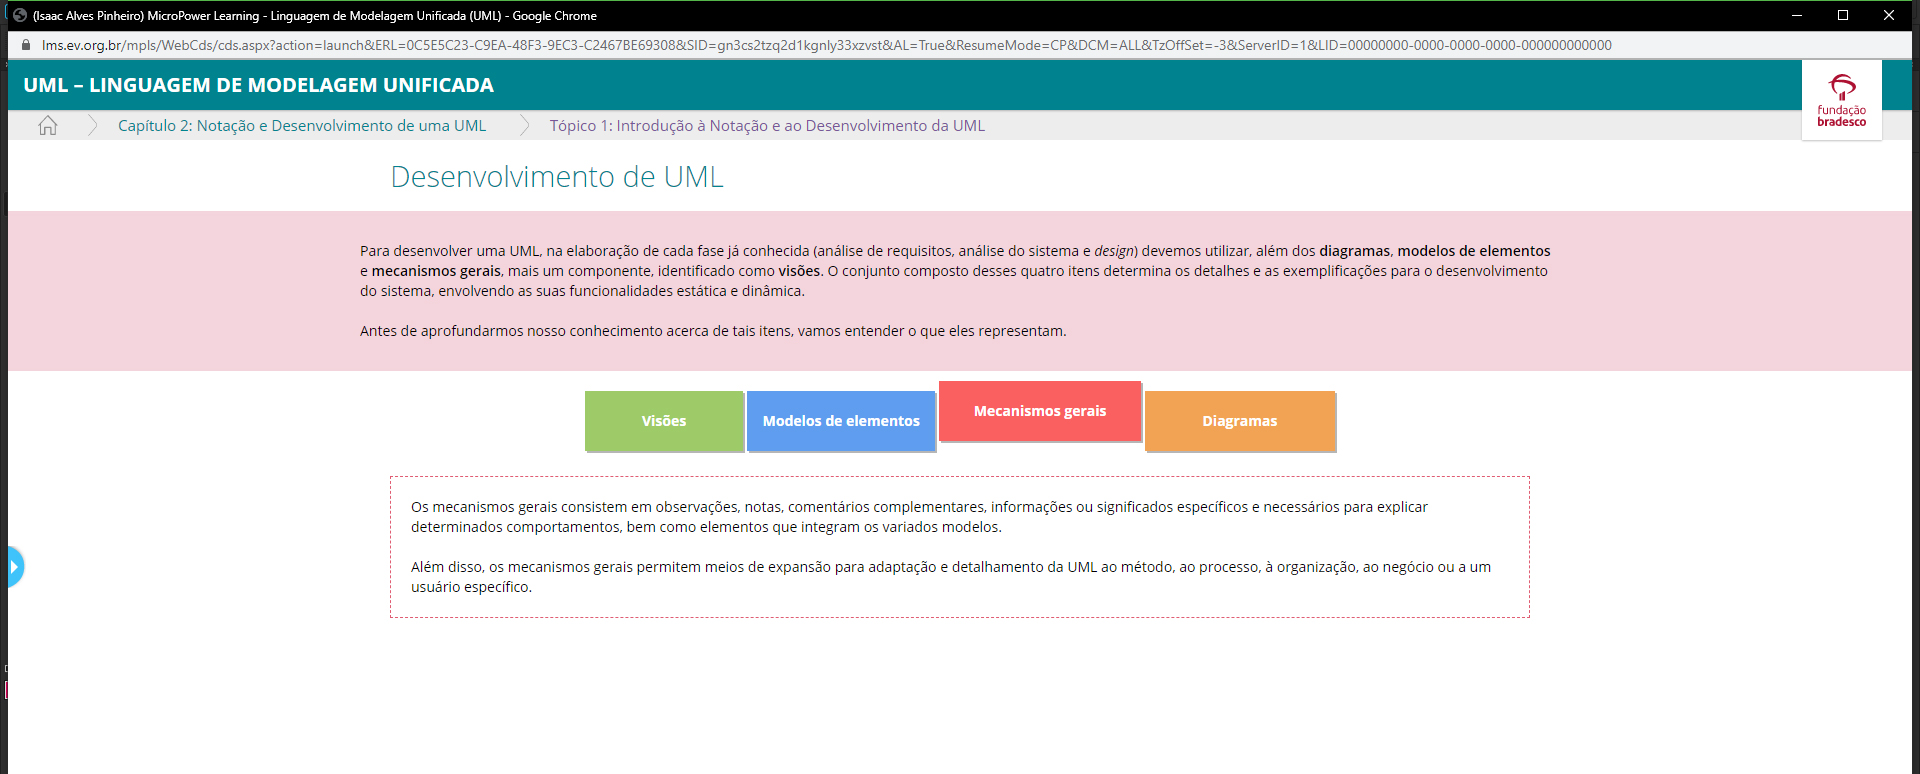 (Isaac Alves Pinheiro) MicroPower Learning - Linguagem de Modelagem Unificada (UML) - Google Chrome
lms.ev.org.br/mpls/WebCds/cds.aspx?action=launch&ERL=0C5E5C23-C9EA-48F3-9EC3-C2467BE69308&SID=gn3cs2tzq2d1kgnly33xzvst&AL=True&ResumeMode=CP&DCM=ALL&TzOffSet=-3&ServerID=1&LID=00000000-0000-0000-0000-000000000000
UML – LINGUAGEM DE MODELAGEM UNIFICADA
fundação
bradesco
Capítulo 2: Notação e Desenvolvimento de uma UML
Tópico 1: Introdução à Notação e ao Desenvolvimento da UML
Desenvolvimento de UML
Para desenvolver uma UML, na elaboração de cada fase já conhecida (análise de requisitos, análise do sistema e design) devemos utilizar, além dos diagramas, modelos de elementos
e mecanismos gerais, mais um componente, identificado como visões. O conjunto composto desses quatro itens determina os detalhes e as exemplificações para o desenvolvimento
do sistema, envolvendo as suas funcionalidades estática e dinâmica.
Antes de aprofundarmos nosso conhecimento acerca de tais itens, vamos entender o que eles representam.
Visões
Modelos de elementos
Mecanismos gerais
Diagramas
Os mecanismos gerais consistem em observações, notas, comentários complementares, informações ou significados específicos e necessários para explicar
determinados comportamentos, bem como elementos que integram os variados modelos.
Além disso, os mecanismos gerais permitem meios de expansão para adaptação e detalhamento da UML ao método, ao processo, à organização, ao negócio ou a um
usuário específico.